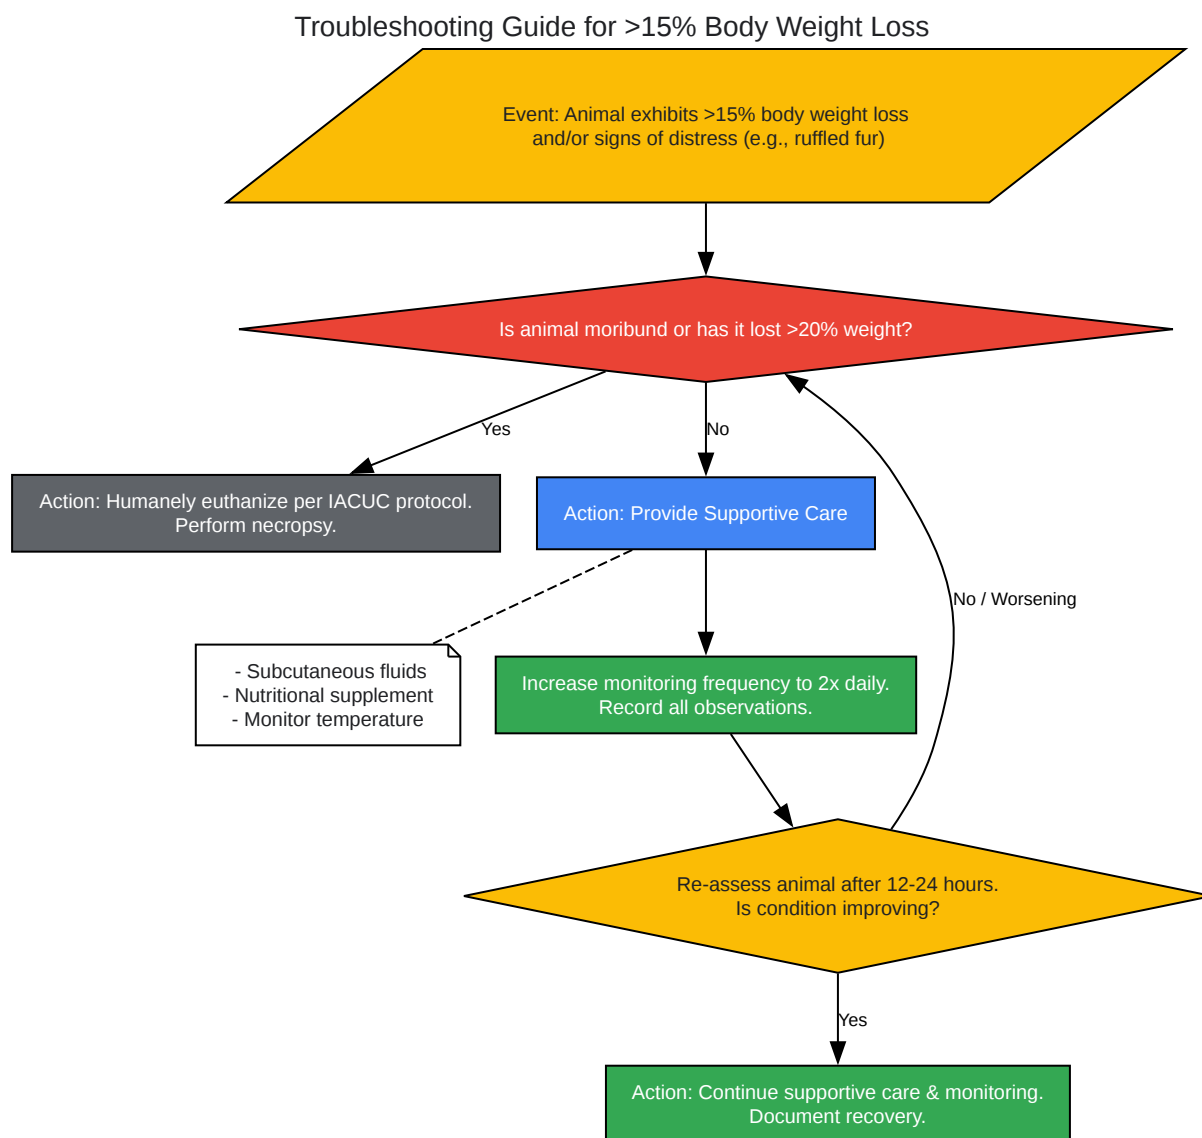 Troubleshooting Guide for >15% Body Weight Loss
Event: Animal exhibits >15% body weight loss
and/or signs of distress (e.g., ruffled fur)
Is animal moribund or has it lost >20% weight?
Yes
No
Action: Humanely euthanize per IACUC protocol.
Perform necropsy.
Action: Provide Supportive Care
No / Worsening
- Subcutaneous fluids
- Nutritional supplement
- Monitor temperature
Increase monitoring frequency to 2x daily.
Record all observations.
Re-assess animal after 12-24 hours.
Is condition improving?
Yes
Action: Continue supportive care & monitoring.
Document recovery.